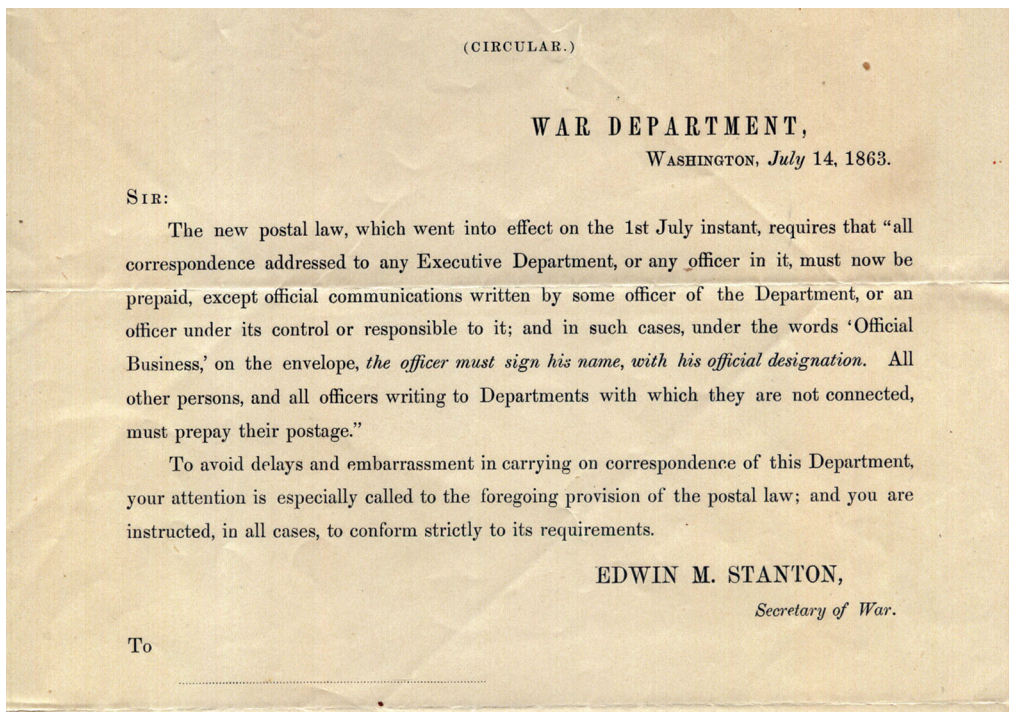 (CIRCULAR.)
WAR DEPARTMENT,
WASHINGTON, July 14, 1863.
SIR:
The new postal law, which went into effect on the 1st July instant, requires that “all
correspondence addressed to any Executive Department, or any officer in it, must now be
prepaid, except official communications written by some officer of the Department, or an
officer under its control or responsible to it; and in such cases, under the words ‘Official
Business,’ on the envelope, the officer must sign his name, with his official designation. All
other persons, and all officers writing to Departments with which they are not connected,
must prepay their postage.”
To avoid delays and embarrassment in carrying on correspondence of this Department,
your attention is especially called to the foregoing provision of the postal law; and you are
instructed, in all cases, to conform strictly to its requirements.
EDWIN M. STANTON,
Secretary of War.
To